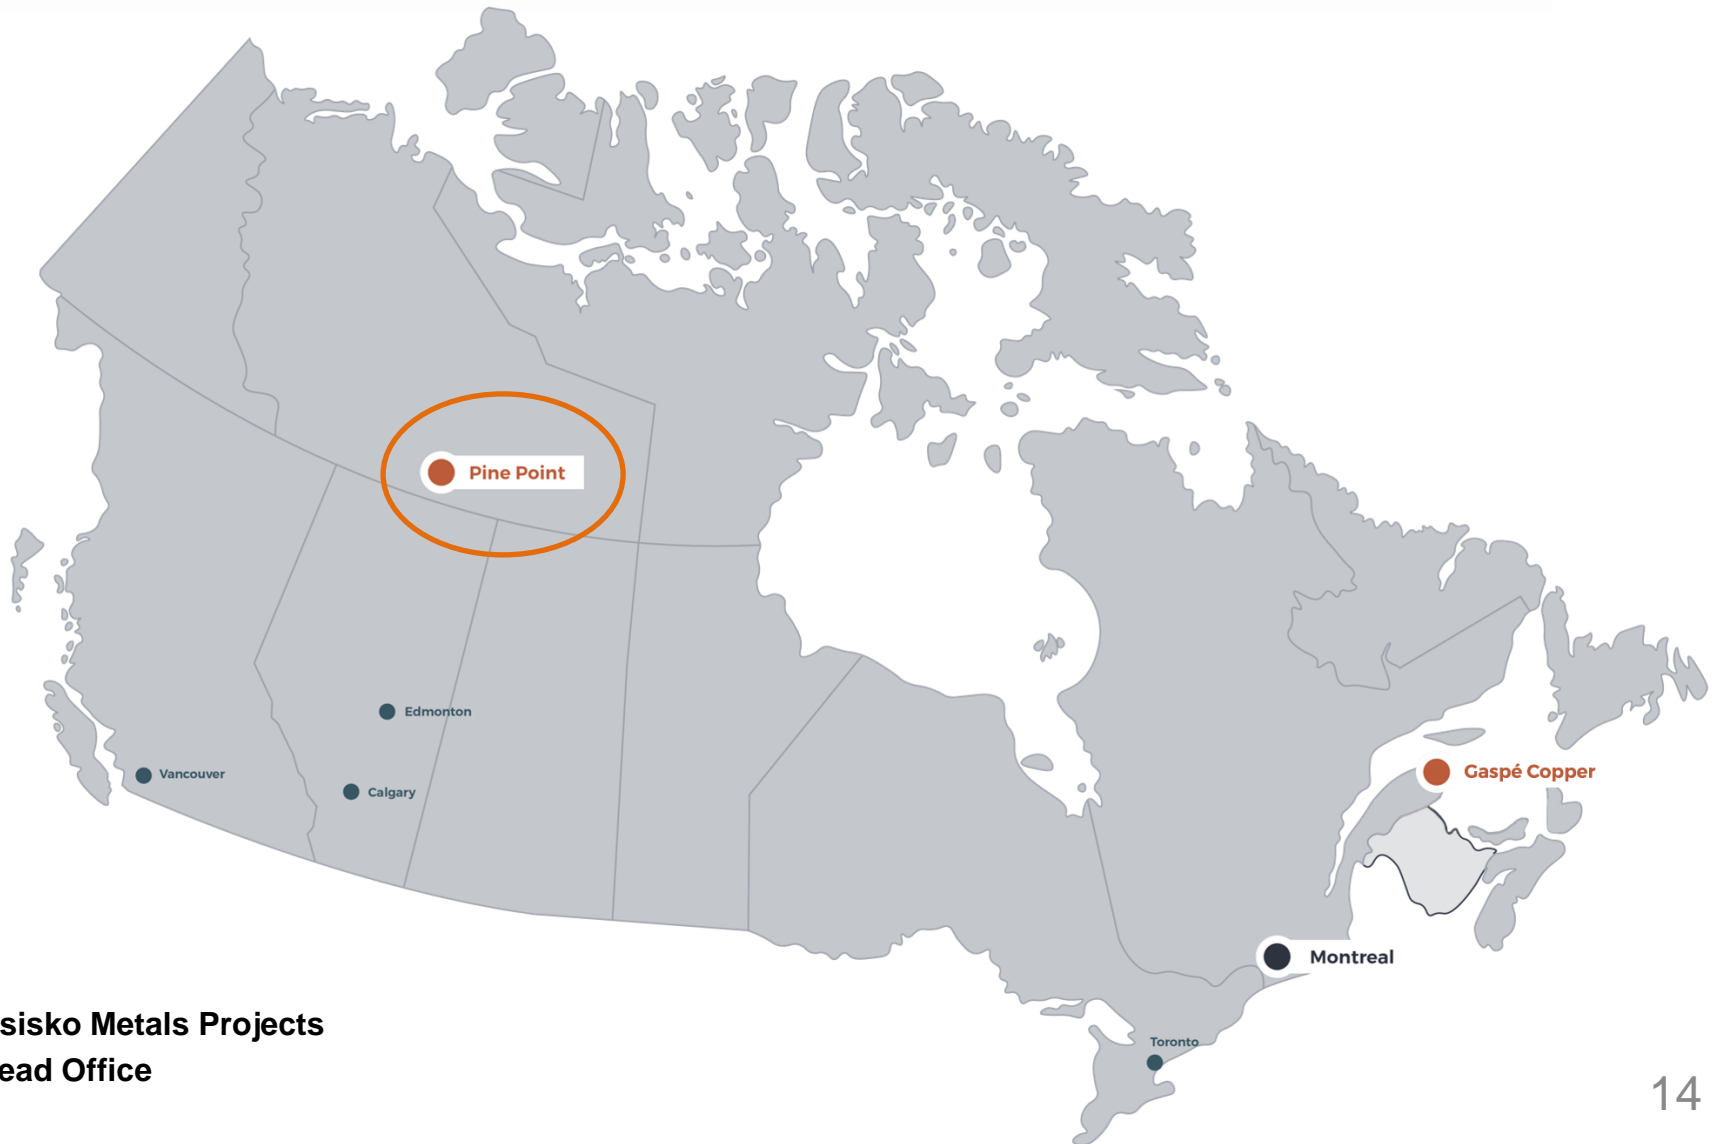 Pine Point
Edmonton
Vancouver
Calgary
Gaspé Copper
Montreal
Toronto
sisko Metals Projects
ead Office
14